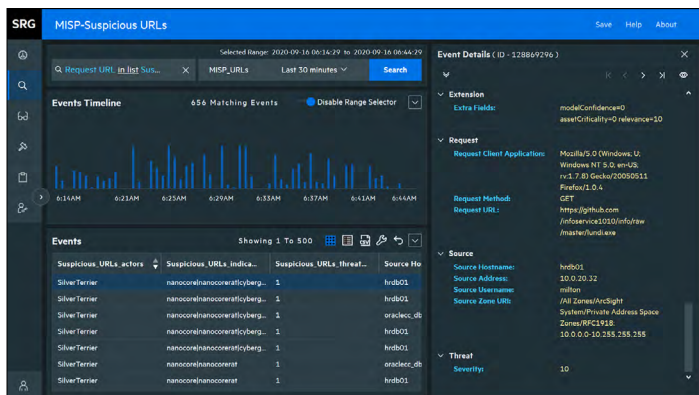 SRG
MISP-Suspicious URLs
Save Help About
Selected Range: 2020-09-16 06:14:29 to 2020-09-16 06:44:29
Request URL in list Sus...
MISP_URLs
Last 30 minutes
Search
Events Timeline
656 Matching Events
Disable Range Selector
6:14AM 6:21AM 6:25AM 6:29AM 6:33AM 6:37AM 6:41AM 6:44AM
Events
Showing 1 To 500
Suspicious_URLs_actors Suspicious_URLs_indica... Suspicious_URLs_threat... Source Ho
SilverTerrier nanocore|nanocorerat|cyberg... 1 hrdb01
SilverTerrier nanocore|nanocorerat|cyberg... 1 hrdb01
SilverTerrier nanocore|nanocorerat|cyberg... 1 oraclecc_db
SilverTerrier nanocore|nanocorerat|cyberg... 1 hrdb01
SilverTerrier nanocore|nanocorerat|cyberg... 1 hrdb01
SilverTerrier nanocore|nanocorerat 1 oraclecc_db
SilverTerrier nanocore|nanocorerat 1 hrdb01
Event Details ( ID - 128869296 )
Extension
Extra Fields: modelConfidence=0
assetCriticality=0 relevance=10
Request
Request Client Application: Mozilla/5.0 (Windows; U;
Windows NT 5.0; en-US;
rv:1.7.8) Gecko/20050511
Firefox/1.0.4
Request Method: GET
Request URL: https://github.com
/infoservice1010/info/raw
/master/lundi.exe
Source
Source Hostname: hrdb01
Source Address: 10.0.20.32
Source Username: milton
Source Zone URI: /All Zones/ArcSight
System/Private Address Space
Zones/RFC1918:
10.0.0.0-10.255.255.255
Threat
Severity: 10